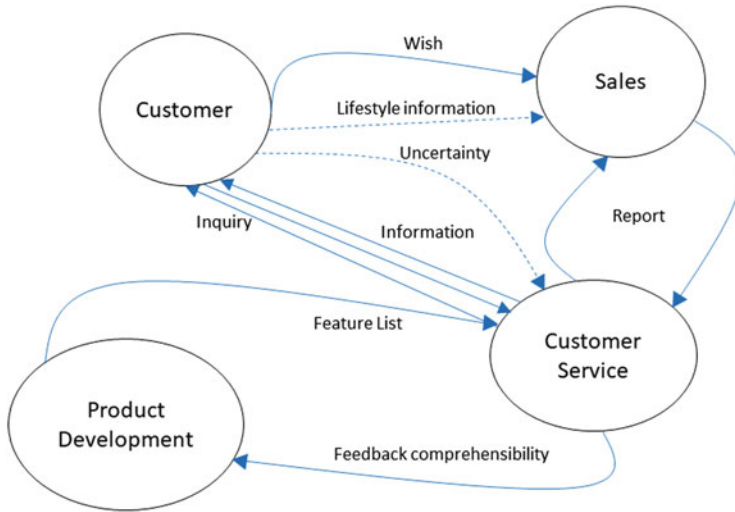 Wish
Customer
Sales
Lifestyle information
Uncertainty
Inquiry
Information
Report
Feature List
Customer
Service
Product
Development
Feedback comprehensibility